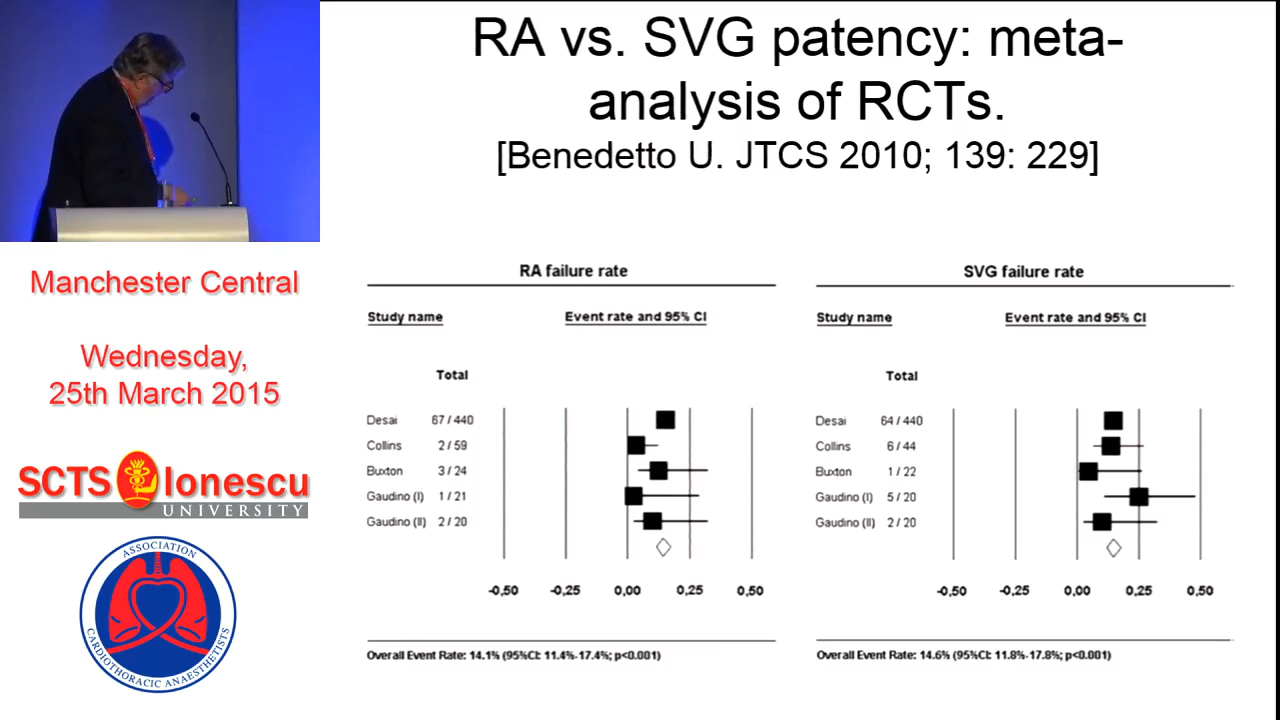 RA vs. SVG patency: meta-
analysis of RCTs.
[Benedetto U. JTCS 2010; 139: 229]
Manchester Central
Wednesday,
25th March 2015
SCTS Ionescu
UNIVERSITY
ASSOCIATION
CARDIOTHORACIC ANAESTHETISTS
RA failure rate
Study name Event rate and 95% CI
Total
Desai 67 / 440
Collins 2 / 59
Buxton 3 / 24
Gaudino (I) 1 / 21
Gaudino (II) 2 / 20
-0,50 -0,25 0,00 0,25 0,50
Overall Event Rate: 14.1% (95%CI: 11.4%-17.4%; p<0.001)
SVG failure rate
Study name Event rate and 95% CI
Total
Desai 64 / 440
Collins 6 / 44
Buxton 1 / 22
Gaudino (I) 5 / 20
Gaudino (II) 2 / 20
-0,50 -0,25 0,00 0,25 0,50
Overall Event Rate: 14.6% (95%CI: 11.8%-17.8%; p<0.001)